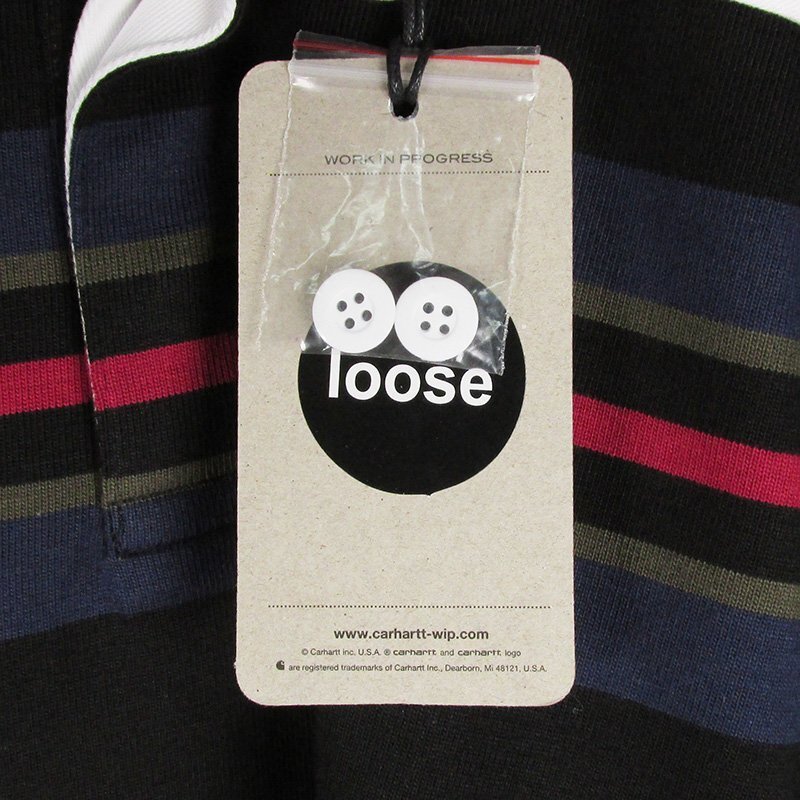 WORK IN PROGRESS
loose
www.carhartt-wip.com
© Carhartt Inc. U.S.A. ® carhartt and carhartt logo
are registered trademarks of Carhartt Inc., Dearborn, Mi 48121, U.S.A.